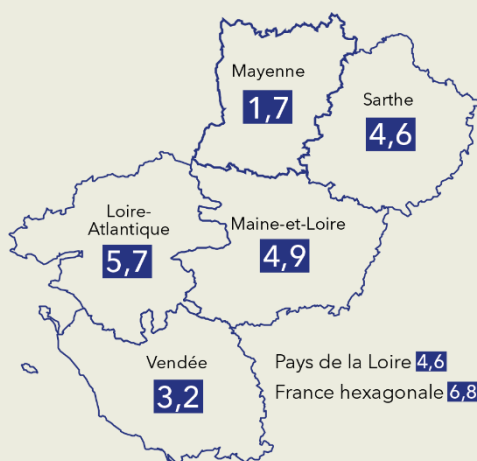 Mayenne
1,7
Sarthe
4,6
Loire-
Atlantique
5,7
Maine-et-Loire
4,9
Vendée
3,2
Pays de la Loire 4,6
France hexagonale 6,8